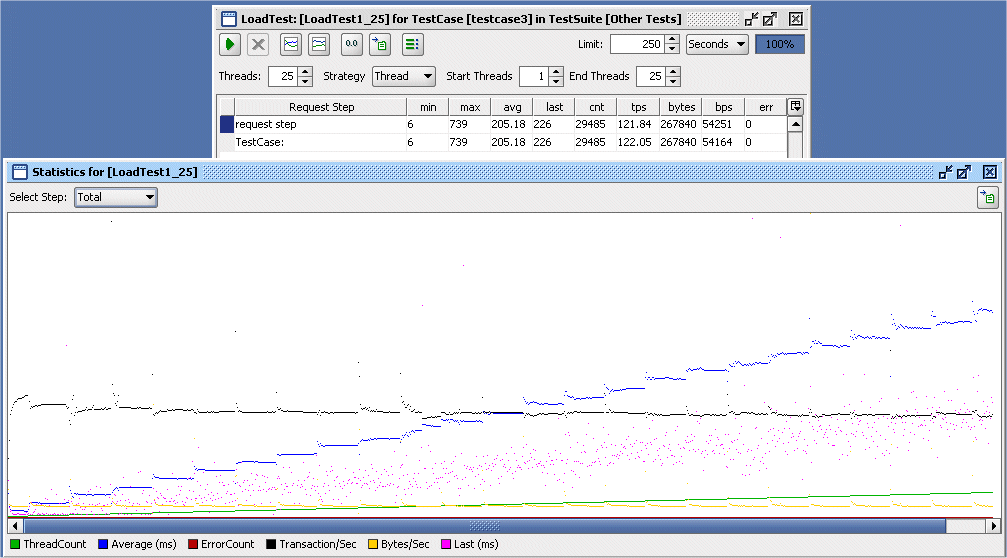 LoadTest: [LoadTest1_25] for TestCase [testcase3] in TestSuite [Other Tests]
0.0 Limit: 250 Seconds 100%
Threads: 25 Strategy Thread Start Threads 1 End Threads 25
Request Step min max avg last cnt tps bytes bps err
request step 6 739 205.18 226 29485 121.84 267840 54251 0
TestCase: 6 739 205.18 226 29485 122.05 267840 54164 0
Statistics for [LoadTest1_25]
Select Step: Total
ThreadCount Average (ms) ErrorCount Transaction/Sec Bytes/Sec Last (ms)